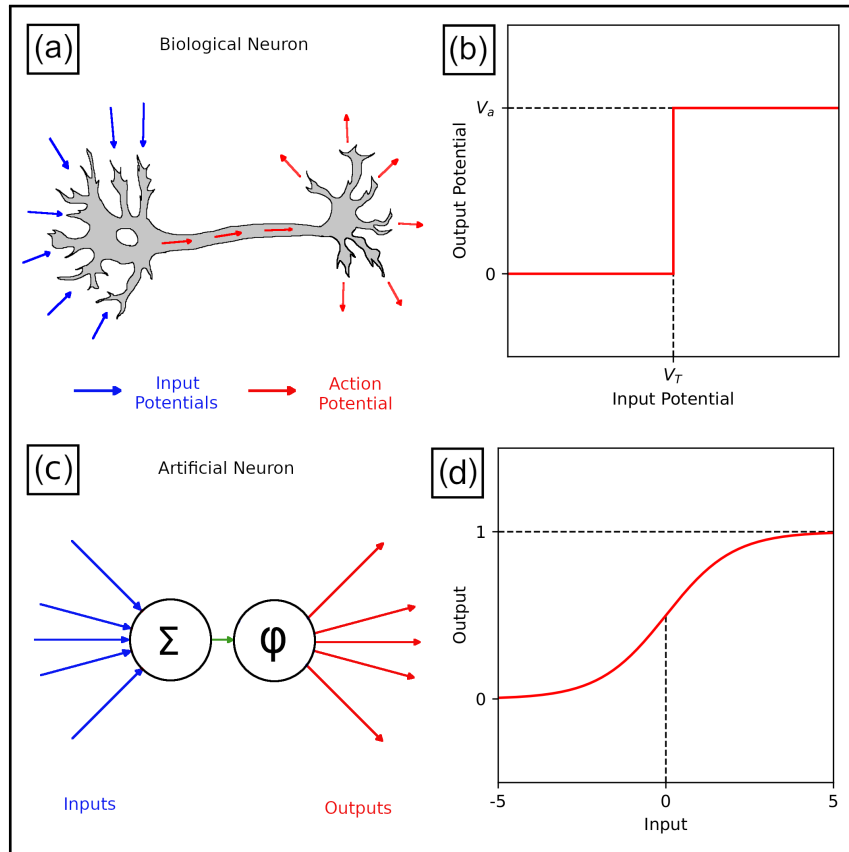 (a)
Biological Neuron
Input
Potentials
Action
Potential
(b)
Output Potential
Vₐ
0
V_T
Input Potential
(c)
Artificial Neuron
Σ
φ
Inputs
Outputs
(d)
Output
1
0
-5
0
5
Input